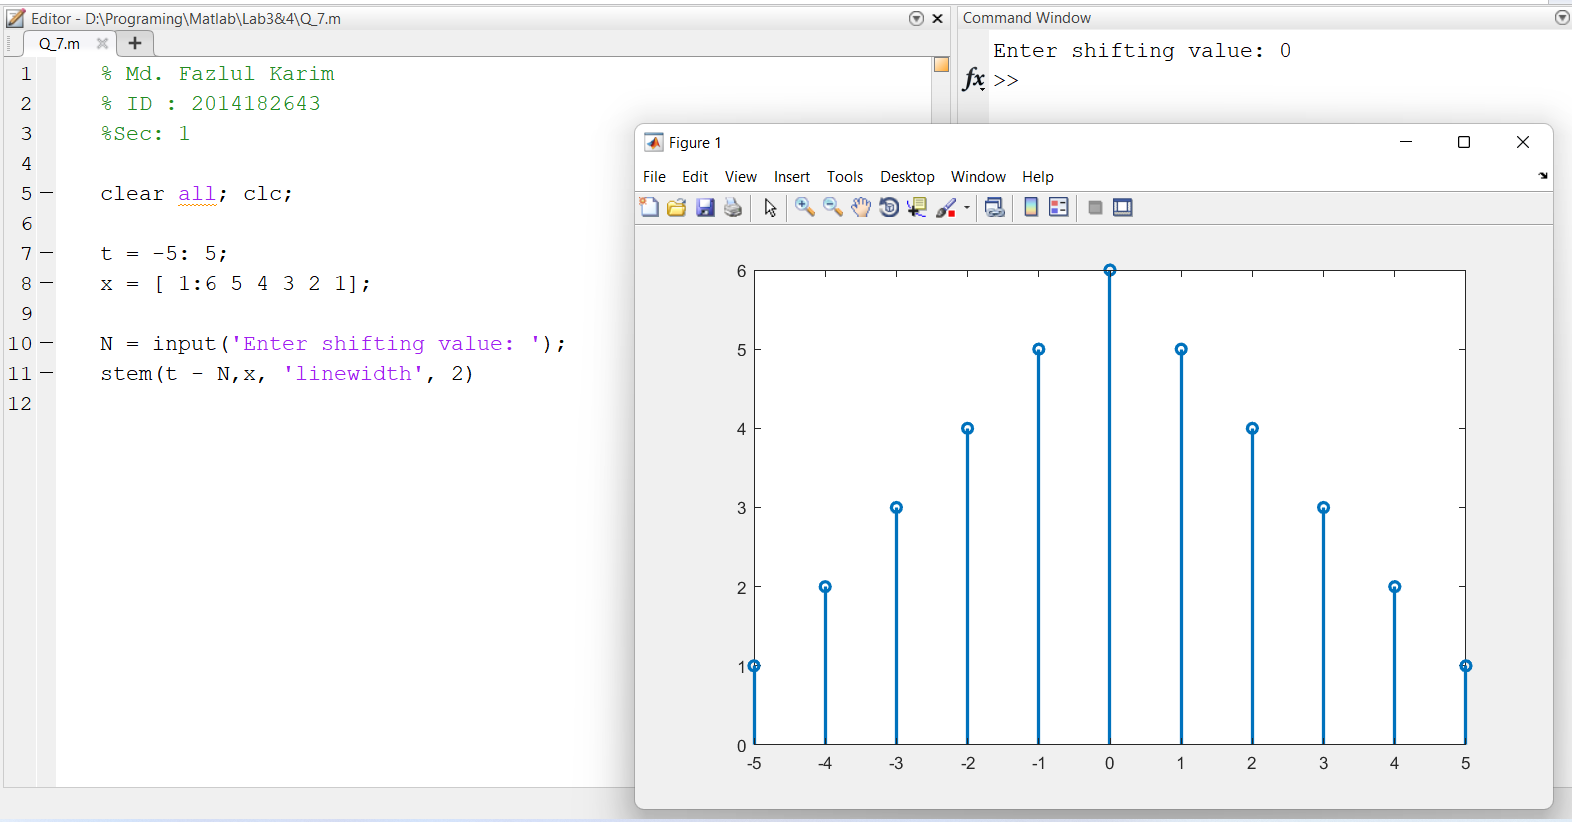 Editor - D:\Programing\Matlab\Lab3&4\Q_7.m
Q_7.m
1 % Md. Fazlul Karim
2 % ID : 2014182643
3 %Sec: 1
4
5 clear all; clc;
6
7 t = -5: 5;
8 x = [ 1:6 5 4 3 2 1];
9
10 N = input('Enter shifting value: ');
11 stem(t - N,x, 'linewidth', 2)
12
Command Window
Enter shifting value: 0
fx >>
Figure 1
File Edit View Insert Tools Desktop Window Help
6
5
4
3
2
1
0
-5 -4 -3 -2 -1 0 1 2 3 4 5